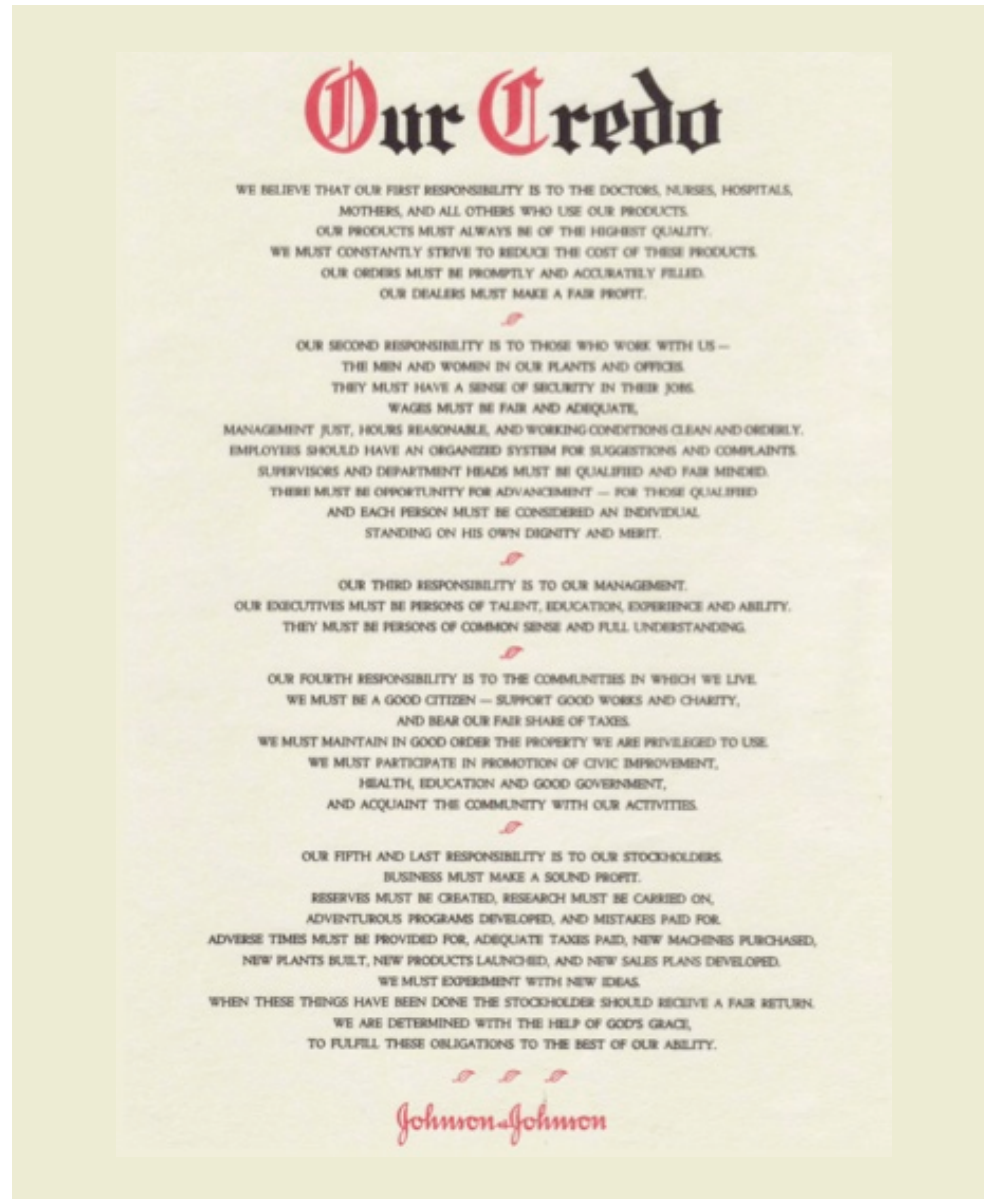 Our Credo
WE BELIEVE THAT OUR FIRST RESPONSIBILITY IS TO THE DOCTORS, NURSES, HOSPITALS,
MOTHERS, AND ALL OTHERS WHO USE OUR PRODUCTS.
OUR PRODUCTS MUST ALWAYS BE OF THE HIGHEST QUALITY.
WE MUST CONSTANTLY STRIVE TO REDUCE THE COST OF THESE PRODUCTS.
OUR ORDERS MUST BE PROMPTLY AND ACCURATELY FILLED.
OUR DEALERS MUST MAKE A FAIR PROFIT.
OUR SECOND RESPONSIBILITY IS TO THOSE WHO WORK WITH US —
THE MEN AND WOMEN IN OUR PLANTS AND OFFICES.
THEY MUST HAVE A SENSE OF SECURITY IN THEIR JOBS.
WAGES MUST BE FAIR AND ADEQUATE,
MANAGEMENT JUST, HOURS REASONABLE, AND WORKING CONDITIONS CLEAN AND ORDERLY.
EMPLOYEES SHOULD HAVE AN ORGANIZED SYSTEM FOR SUGGESTIONS AND COMPLAINTS.
SUPERVISORS AND DEPARTMENT HEADS MUST BE QUALIFIED AND FAIR MINDED.
THERE MUST BE OPPORTUNITY FOR ADVANCEMENT — FOR THOSE QUALIFIED
AND EACH PERSON MUST BE CONSIDERED AN INDIVIDUAL
STANDING ON HIS OWN DIGNITY AND MERIT.
OUR THIRD RESPONSIBILITY IS TO OUR MANAGEMENT.
OUR EXECUTIVES MUST BE PERSONS OF TALENT, EDUCATION, EXPERIENCE AND ABILITY.
THEY MUST BE PERSONS OF COMMON SENSE AND FULL UNDERSTANDING.
OUR FOURTH RESPONSIBILITY IS TO THE COMMUNITIES IN WHICH WE LIVE.
WE MUST BE A GOOD CITIZEN — SUPPORT GOOD WORKS AND CHARITY,
AND BEAR OUR FAIR SHARE OF TAXES.
WE MUST MAINTAIN IN GOOD ORDER THE PROPERTY WE ARE PRIVILEGED TO USE.
WE MUST PARTICIPATE IN PROMOTION OF CIVIC IMPROVEMENT,
HEALTH, EDUCATION AND GOOD GOVERNMENT,
AND ACQUAINT THE COMMUNITY WITH OUR ACTIVITIES.
OUR FIFTH AND LAST RESPONSIBILITY IS TO OUR STOCKHOLDERS.
BUSINESS MUST MAKE A SOUND PROFIT.
RESERVES MUST BE CREATED, RESEARCH MUST BE CARRIED ON,
ADVENTUROUS PROGRAMS DEVELOPED, AND MISTAKES PAID FOR.
ADVERSE TIMES MUST BE PROVIDED FOR, ADEQUATE TAXES PAID, NEW MACHINES PURCHASED,
NEW PLANTS BUILT, NEW PRODUCTS LAUNCHED, AND NEW SALES PLANS DEVELOPED.
WE MUST EXPERIMENT WITH NEW IDEAS.
WHEN THESE THINGS HAVE BEEN DONE THE STOCKHOLDER SHOULD RECEIVE A FAIR RETURN.
WE ARE DETERMINED WITH THE HELP OF GOD'S GRACE,
TO FULFILL THESE OBLIGATIONS TO THE BEST OF OUR ABILITY.
Johnson & Johnson